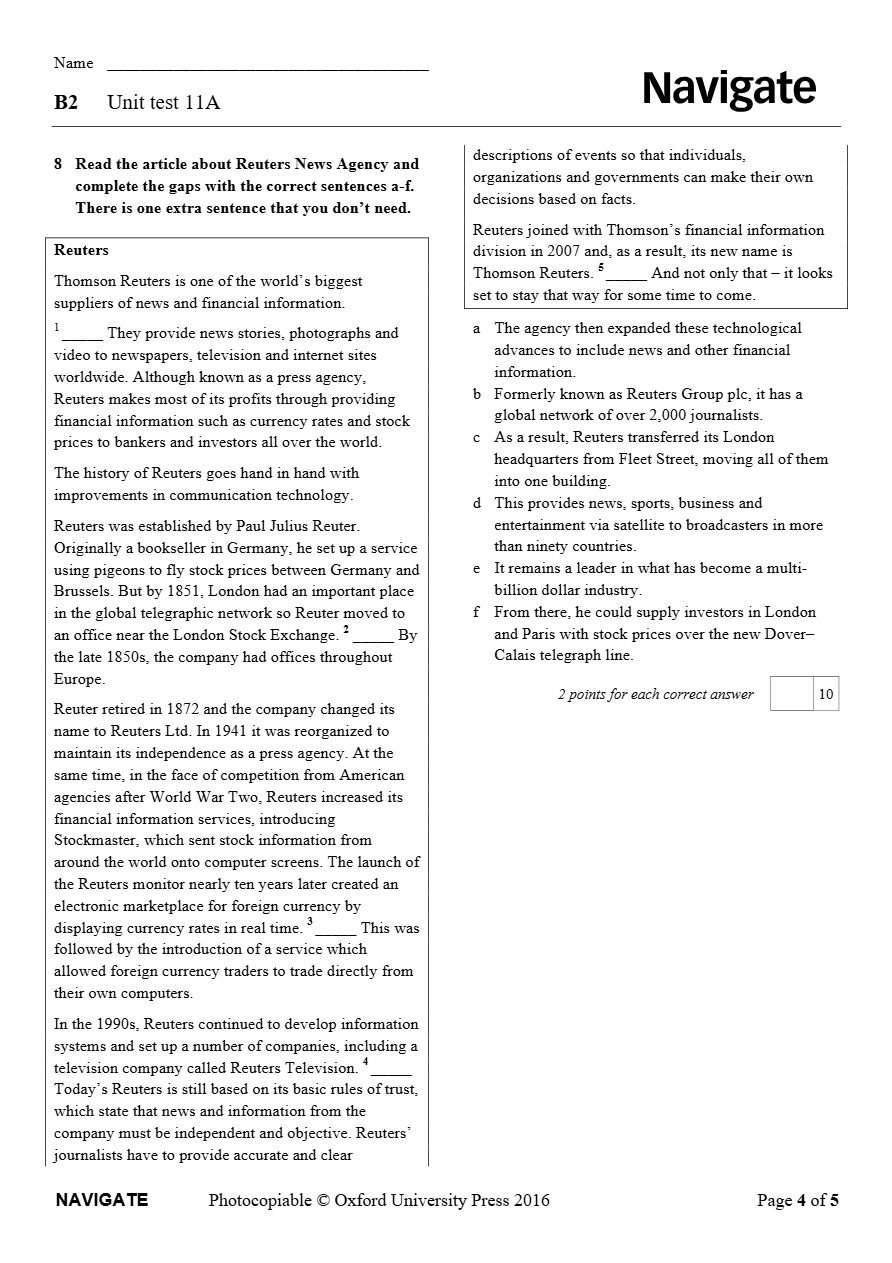 Name ________________________________________
Navigate
B2 Unit test 11A
8 Read the article about Reuters News Agency and
complete the gaps with the correct sentences a-f.
There is one extra sentence that you don’t need.
Reuters
Thomson Reuters is one of the world’s biggest
suppliers of news and financial information.
1 _____ They provide news stories, photographs and
video to newspapers, television and internet sites
worldwide. Although known as a press agency,
Reuters makes most of its profits through providing
financial information such as currency rates and stock
prices to bankers and investors all over the world.
The history of Reuters goes hand in hand with
improvements in communication technology.
Reuters was established by Paul Julius Reuter.
Originally a bookseller in Germany, he set up a service
using pigeons to fly stock prices between Germany and
Brussels. But by 1851, London had an important place
in the global telegraphic network so Reuter moved to
an office near the London Stock Exchange. 2 _____ By
the late 1850s, the company had offices throughout
Europe.
Reuter retired in 1872 and the company changed its
name to Reuters Ltd. In 1941 it was reorganized to
maintain its independence as a press agency. At the
same time, in the face of competition from American
agencies after World War Two, Reuters increased its
financial information services, introducing
Stockmaster, which sent stock information from
around the world onto computer screens. The launch of
the Reuters monitor nearly ten years later created an
electronic marketplace for foreign currency by
displaying currency rates in real time. 3 _____ This was
followed by the introduction of a service which
allowed foreign currency traders to trade directly from
their own computers.
In the 1990s, Reuters continued to develop information
systems and set up a number of companies, including a
television company called Reuters Television. 4 _____
Today’s Reuters is still based on its basic rules of trust,
which state that news and information from the
company must be independent and objective. Reuters’
journalists have to provide accurate and clear
descriptions of events so that individuals,
organizations and governments can make their own
decisions based on facts.
Reuters joined with Thomson’s financial information
division in 2007 and, as a result, its new name is
Thomson Reuters. 5 _____ And not only that – it looks
set to stay that way for some time to come.
a The agency then expanded these technological
advances to include news and other financial
information.
b Formerly known as Reuters Group plc, it has a
global network of over 2,000 journalists.
c As a result, Reuters transferred its London
headquarters from Fleet Street, moving all of them
into one building.
d This provides news, sports, business and
entertainment via satellite to broadcasters in more
than ninety countries.
e It remains a leader in what has become a multi-
billion dollar industry.
f From there, he could supply investors in London
and Paris with stock prices over the new Dover–
Calais telegraph line.
2 points for each correct answer 10
NAVIGATE Photocopiable © Oxford University Press 2016 Page 4 of 5